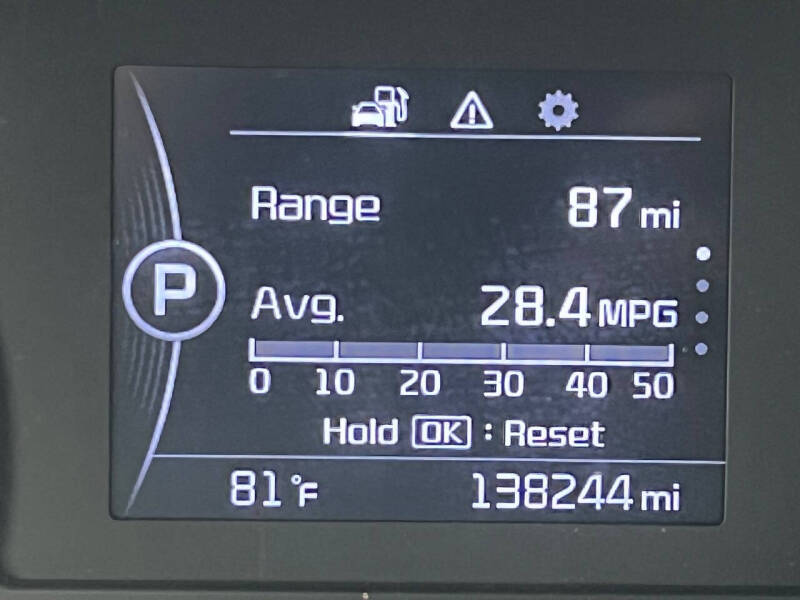 Range 87 mi
P
Avg. 28.4 MPG
0 10 20 30 40 50
Hold OK : Reset
81°F 138244 mi